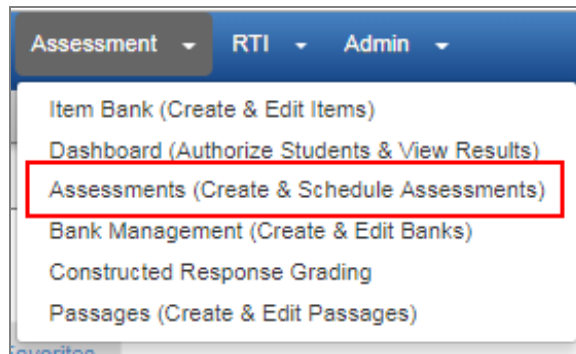 Assessment RTI Admin
Item Bank (Create & Edit Items)
Dashboard (Authorize Students & View Results)
Assessments (Create & Schedule Assessments)
Bank Management (Create & Edit Banks)
Constructed Response Grading
Passages (Create & Edit Passages)
Favorites